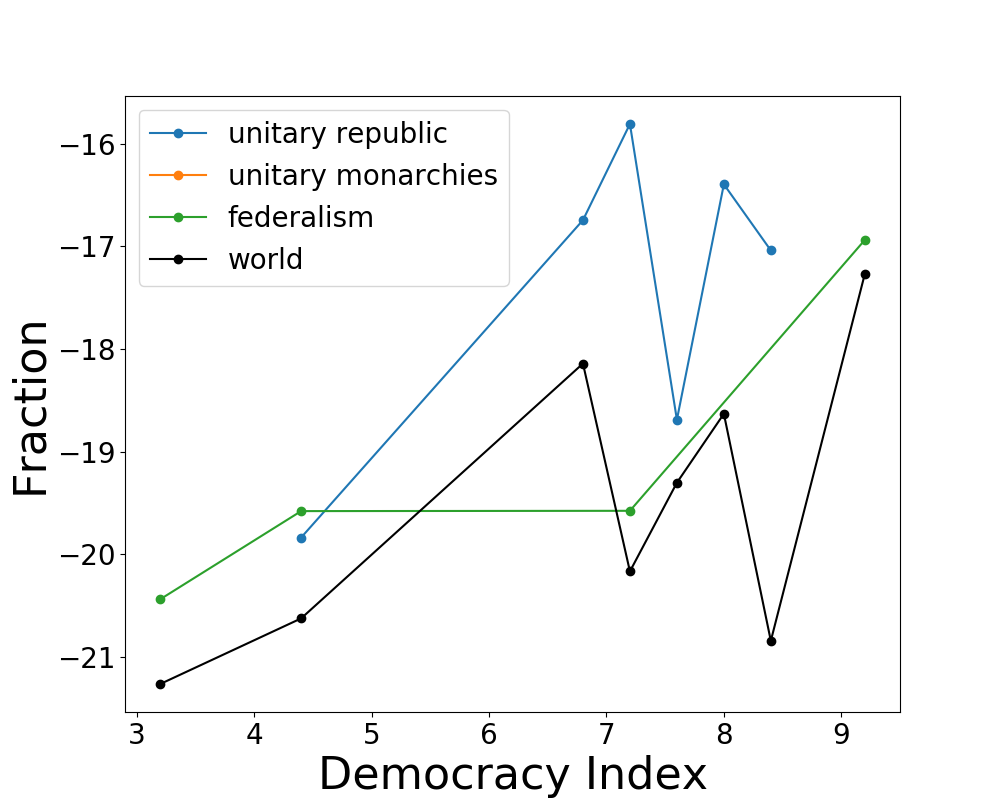 unitary republic
unitary monarchies
federalism
world
−16
−17
−18
−19
−20
−21
Fraction
3 4 5 6 7 8 9
Democracy Index